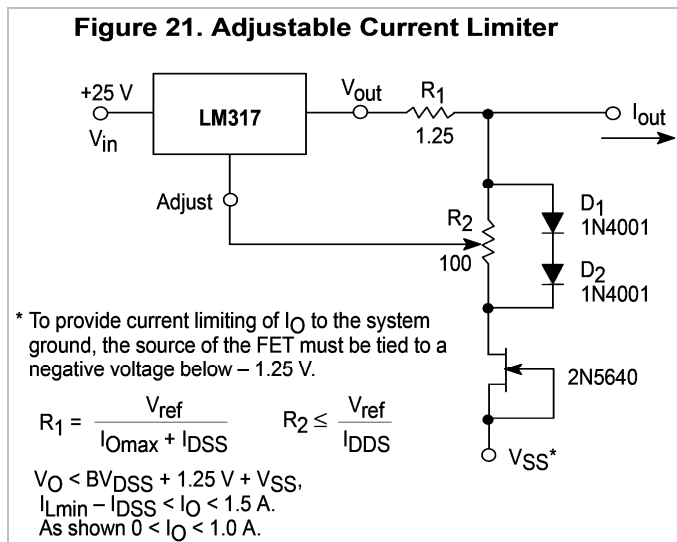 Figure 21. Adjustable Current Limiter
+25 V
Vin
LM317
Vout
R1
1.25
Iout
Adjust
R2
100
D1
1N4001
D2
1N4001
* To provide current limiting of IO to the system
ground, the source of the FET must be tied to a
negative voltage below – 1.25 V.
2N5640
R1 = Vref / IOmax + IDSS
R2 ≤ Vref / IDDS
VSS*
VO < BVDSS + 1.25 V + VSS,
ILmin – IDSS < IO < 1.5 A.
As shown 0 < IO < 1.0 A.